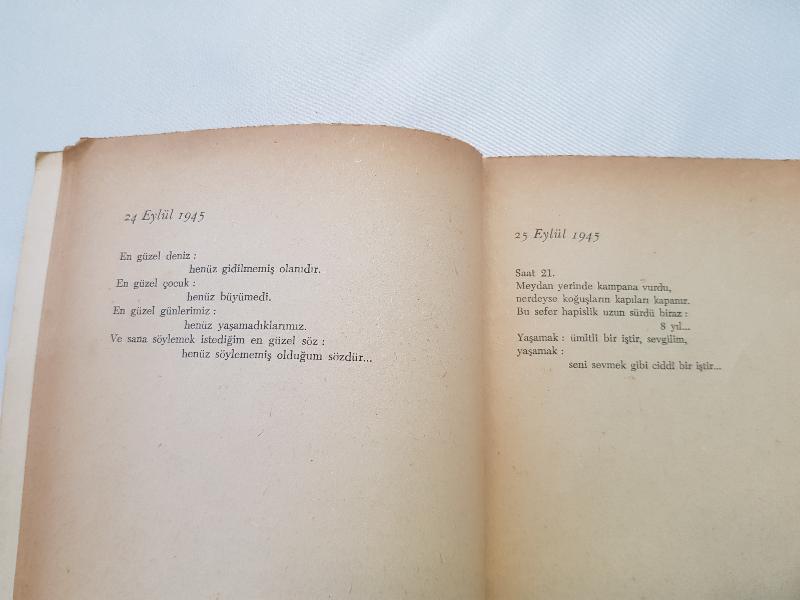 24 Eylül 1945
En güzel deniz :
henüz gidilmemiş olanıdır.
En güzel çocuk :
henüz büyümedi.
En güzel günlerimiz :
henüz yaşamadıklarımız.
Ve sana söylemek istediğim en güzel söz :
henüz söylememiş olduğum sözdür...
25 Eylül 1945
Saat 21.
Meydan yerinde kampana vurdu,
nerdeyse koğuşların kapıları kapanır.
Bu sefer hapislik uzun sürdü biraz :
8 yıl...
Yaşamak : ümitli bir iştir, sevgilim,
yaşamak :
seni sevmek gibi ciddî bir iştir...